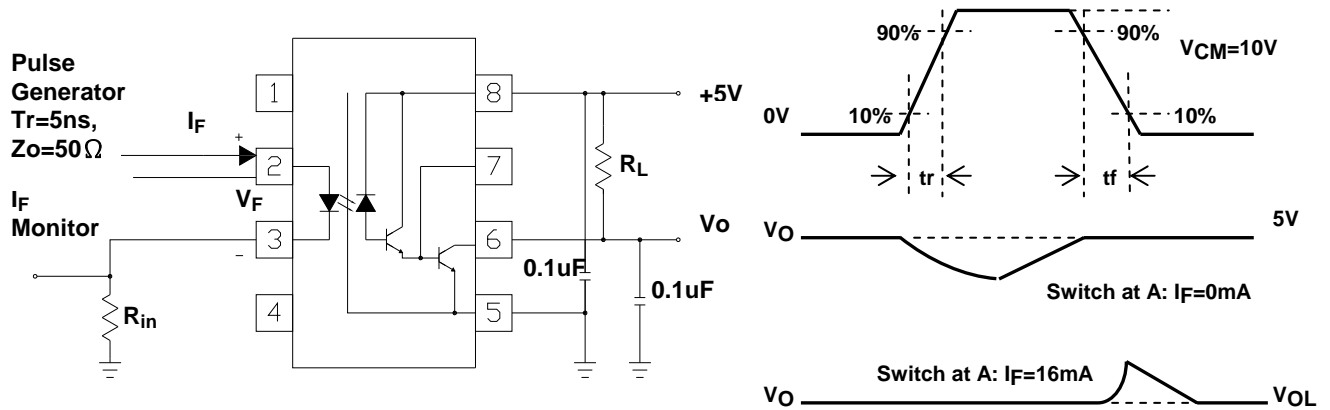 Pulse
Generator
Tr=5ns,
Zo=50Ω
IF
IF
Monitor
VF
+
-
Rin
1
2
3
4
8
7
6
5
+5V
RL
Vo
0.1uF
0.1uF
90%
90%
VCM=10V
0V
10%
10%
tr
tf
VO
5V
Switch at A: IF=0mA
Switch at A: IF=16mA
VO
VOL